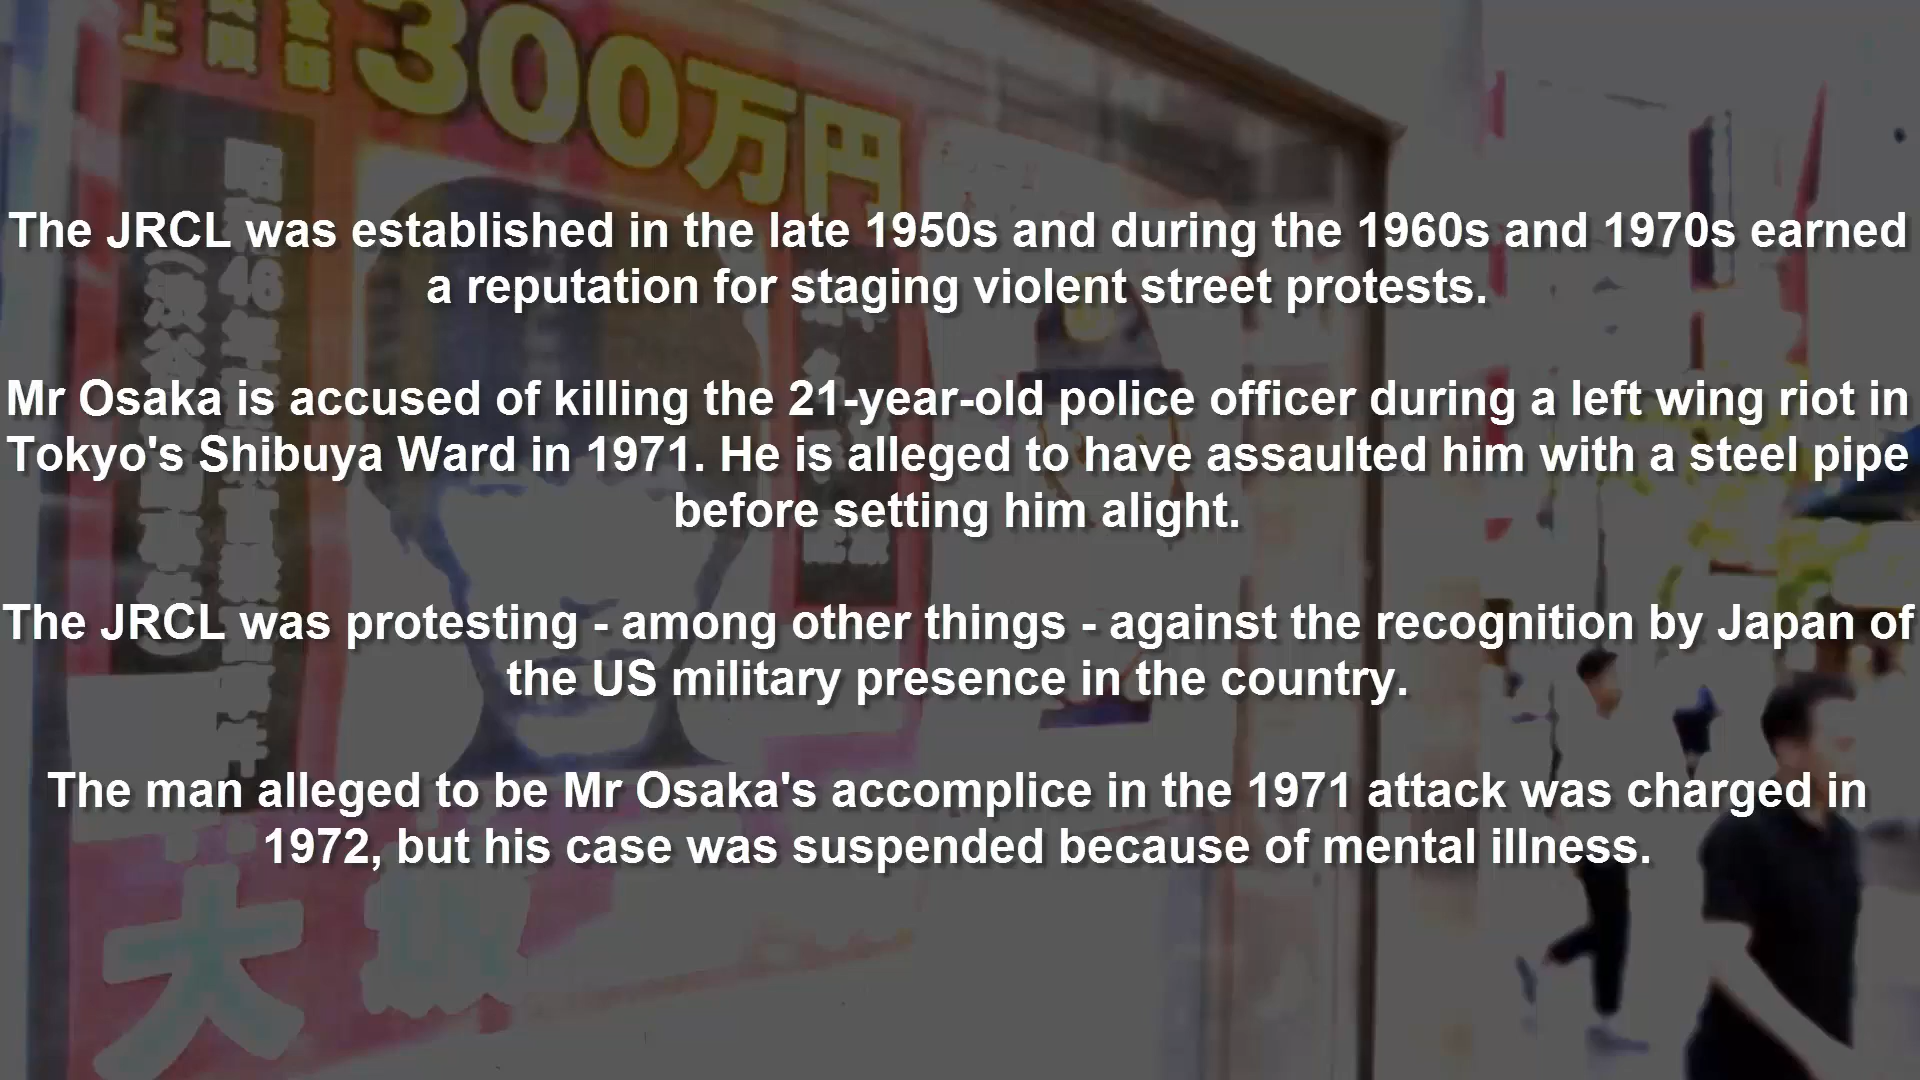 300万円
The JRCL was established in the late 1950s and during the 1960s and 1970s earned
a reputation for staging violent street protests.
Mr Osaka is accused of killing the 21-year-old police officer during a left wing riot in
Tokyo's Shibuya Ward in 1971. He is alleged to have assaulted him with a steel pipe
before setting him alight.
The JRCL was protesting - among other things - against the recognition by Japan of
the US military presence in the country.
The man alleged to be Mr Osaka's accomplice in the 1971 attack was charged in
1972, but his case was suspended because of mental illness.
大